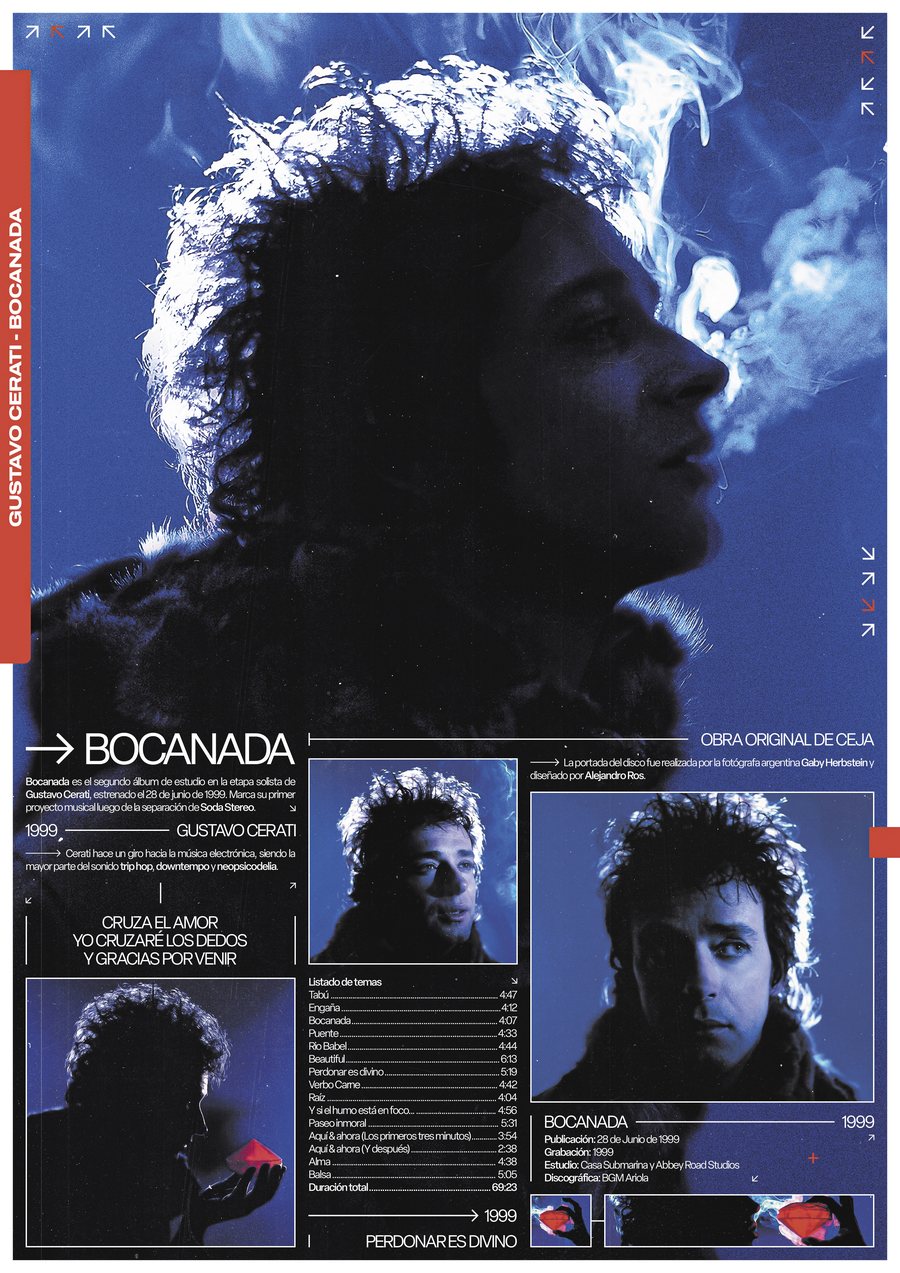 GUSTAVO CERATI - BOCANADA
BOCANADA
Bocanada es el segundo álbum de estudio en la etapa solista de
Gustavo Cerati, estrenado el 28 de junio de 1999. Marca su primer
proyecto musical luego de la separación de Soda Stereo.
1999 GUSTAVO CERATI
Cerati hace un giro hacia la música electrónica, siendo la
mayor parte del sonido trip hop, downtempo y neopsicodelia.
CRUZA EL AMOR
YO CRUZARÉ LOS DEDOS
Y GRACIAS POR VENIR
Listado de temas
Tabú 4:47
Engaña 4:12
Bocanada 4:07
Puente 4:33
Río Babel 4:44
Beautiful 6:13
Perdonar es divino 5:19
Verbo Carne 4:42
Raíz 4:04
Y si el humo está en foco... 4:56
Paseo inmoral 5:31
Aquí & ahora (Los primeros tres minutos) 3:54
Aquí & ahora (Y después) 2:38
Alma 4:38
Balsa 5:05
Duración total 69:23
1999
PERDONAR ES DIVINO
OBRA ORIGINAL DE CEJA
La portada del disco fue realizada por la fotógrafa argentina Gaby Herbstein y
diseñado por Alejandro Ros.
BOCANADA 1999
Publicación: 28 de Junio de 1999
Grabación: 1999
Estudio: Casa Submarina y Abbey Road Studios
Discográfica: BGM Ariola